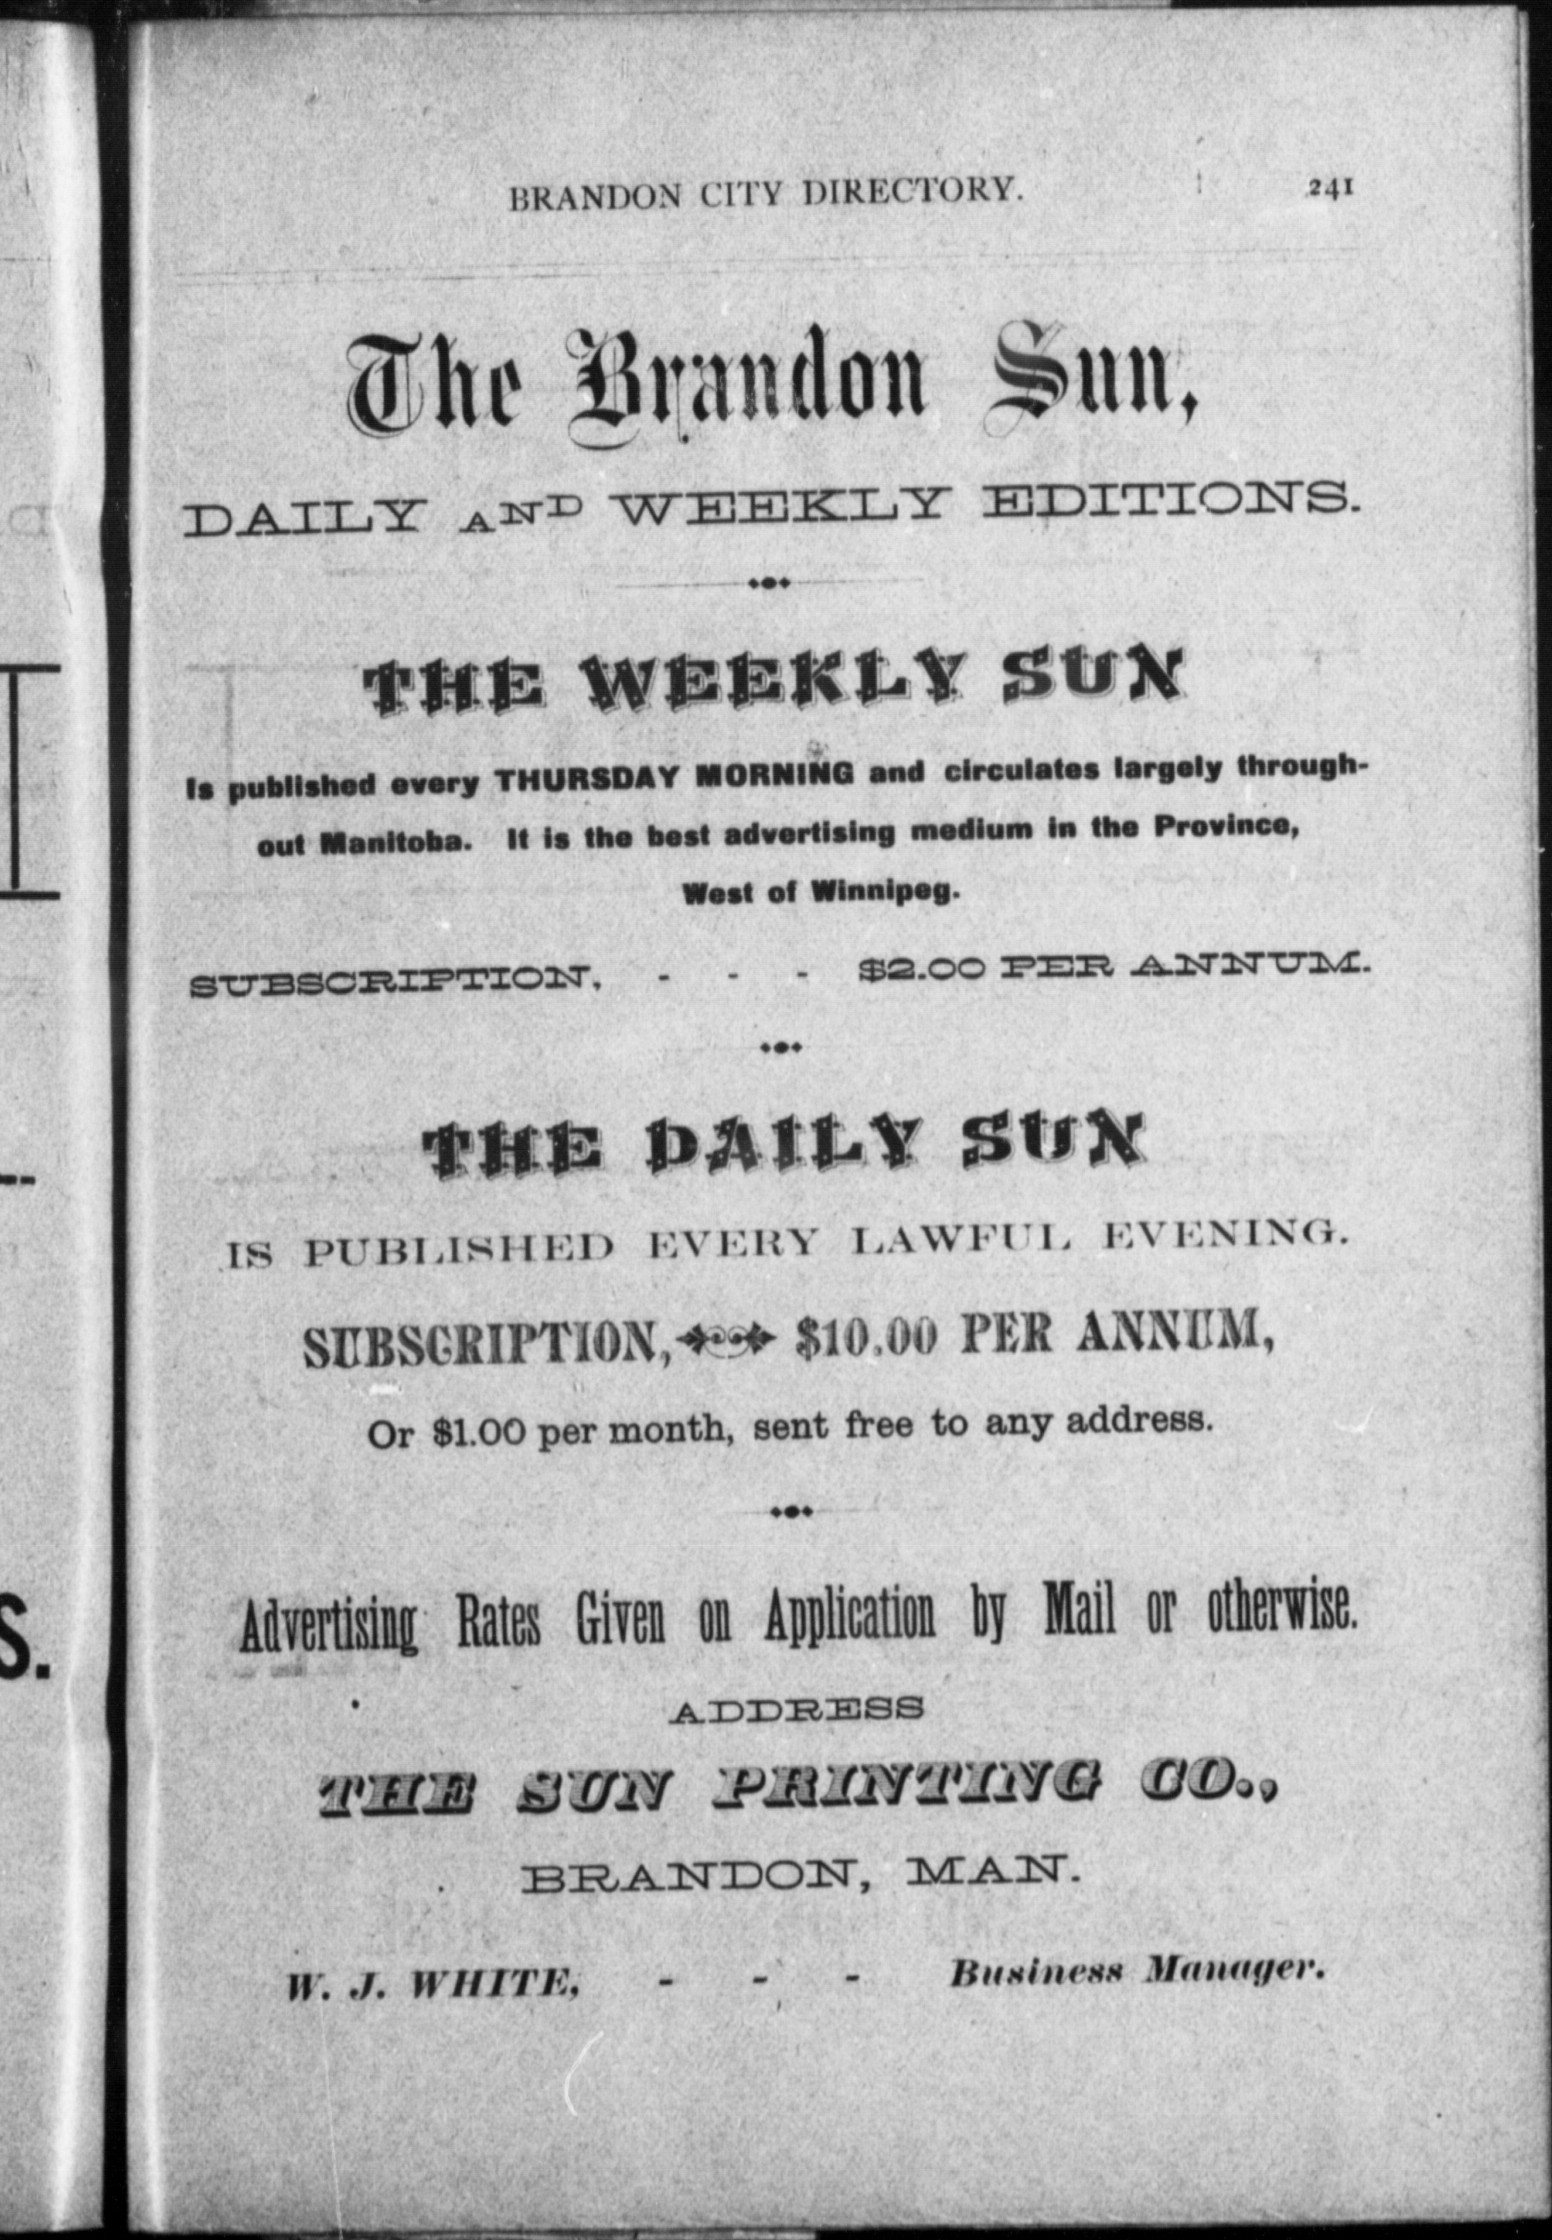 BRANDON CITY DIRECTORY. 241
The Brandon Sun,
DAILY AND WEEKLY EDITIONS.
THE WEEKLY SUN
Is published every THURSDAY MORNING and circulates largely through-
out Manitoba. It is the best advertising medium in the Province,
West of Winnipeg.
SUBSCRIPTION, - - - $2.00 PER ANNUM.
THE DAILY SUN
IS PUBLISHED EVERY LAWFUL EVENING.
SUBSCRIPTION, $10.00 PER ANNUM,
Or $1.00 per month, sent free to any address.
Advertising Rates Given on Application by Mail or otherwise.
ADDRESS
THE SUN PRINTING CO.,
BRANDON, MAN.
W. J. WHITE, - - - Business Manager.